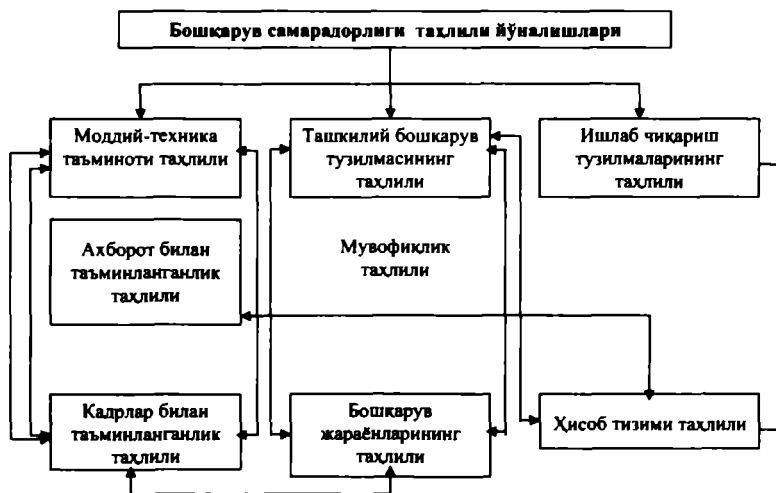 Бошқарув самарадорлиги таҳлили йўналишлари
Моддий-техника
таъминоти таҳлили
Ташкилий бошқарув
тузилмасининг
таҳлили
Ишлаб чиқариш
тузилмаларининг
таҳлили
Ахборот билан
таъминланганлик
таҳлили
Мувофиқлик
таҳлили
Кадрлар билан
таъминланганлик
таҳлили
Бошқарув
жараёнларининг
таҳлили
Ҳисоб тизими таҳлили